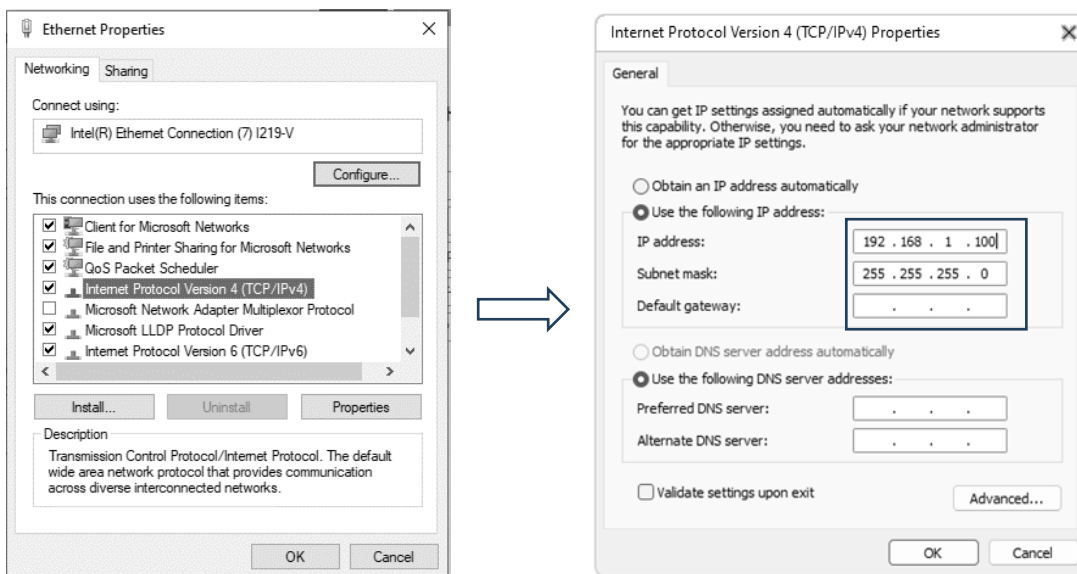 Ethernet Properties
Networking
Sharing
Connect using:
Intel(R) Ethernet Connection (7) I219-V
Configure...
This connection uses the following items:
Client for Microsoft Networks
File and Printer Sharing for Microsoft Networks
QoS Packet Scheduler
Internet Protocol Version 4 (TCP/IPv4)
Microsoft Network Adapter Multiplexor Protocol
Microsoft LLDP Protocol Driver
Internet Protocol Version 6 (TCP/IPv6)
Install...
Uninstall
Properties
Description
Transmission Control Protocol/Internet Protocol. The default
wide area network protocol that provides communication
across diverse interconnected networks.
OK
Cancel
Internet Protocol Version 4 (TCP/IPv4) Properties
General
You can get IP settings assigned automatically if your network supports
this capability. Otherwise, you need to ask your network administrator
for the appropriate IP settings.
Obtain an IP address automatically
Use the following IP address:
IP address:
192 . 168 . 1 . 100
Subnet mask:
255 . 255 . 255 . 0
Default gateway:
. . .
Obtain DNS server address automatically
Use the following DNS server addresses:
Preferred DNS server:
. . .
Alternate DNS server:
. . .
Validate settings upon exit
Advanced...
OK
Cancel